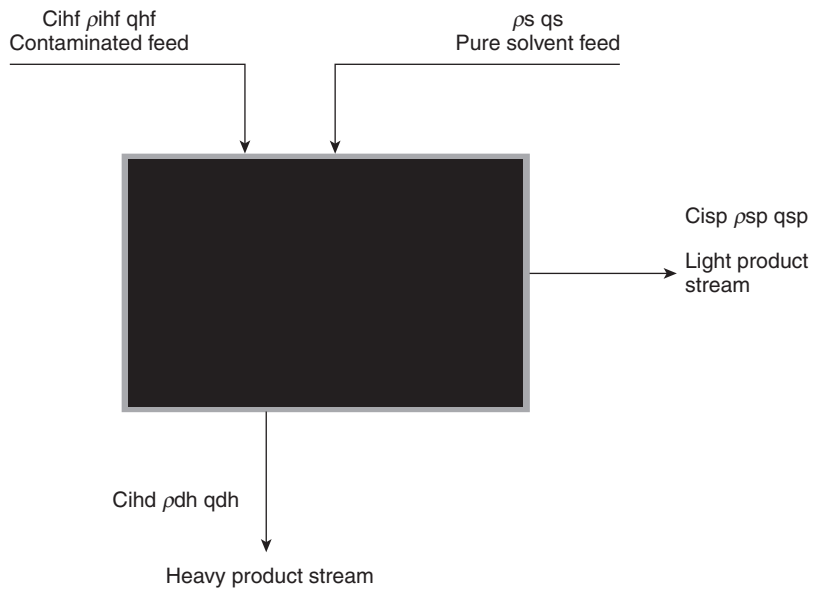 Cihf ρihf qhf
Contaminated feed
ρs qs
Pure solvent feed
Cisp ρsp qsp
Light product
stream
Cihd ρdh qdh
Heavy product stream